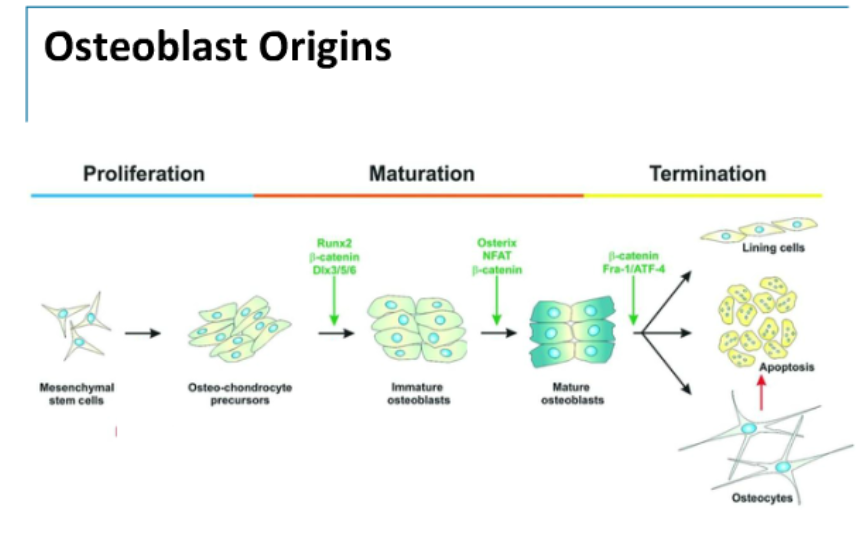 Osteoblast Origins
Proliferation
Maturation
Termination
Runx2
β-catenin
Dlx3/5/6
Osterix
NFAT
β-catenin
β-catenin
Fra-1/ATF-4
Lining cells
Apoptosis
Mesenchymal
stem cells
Osteo-chondrocyte
precursors
Immature
osteoblasts
Mature
osteoblasts
Osteocytes